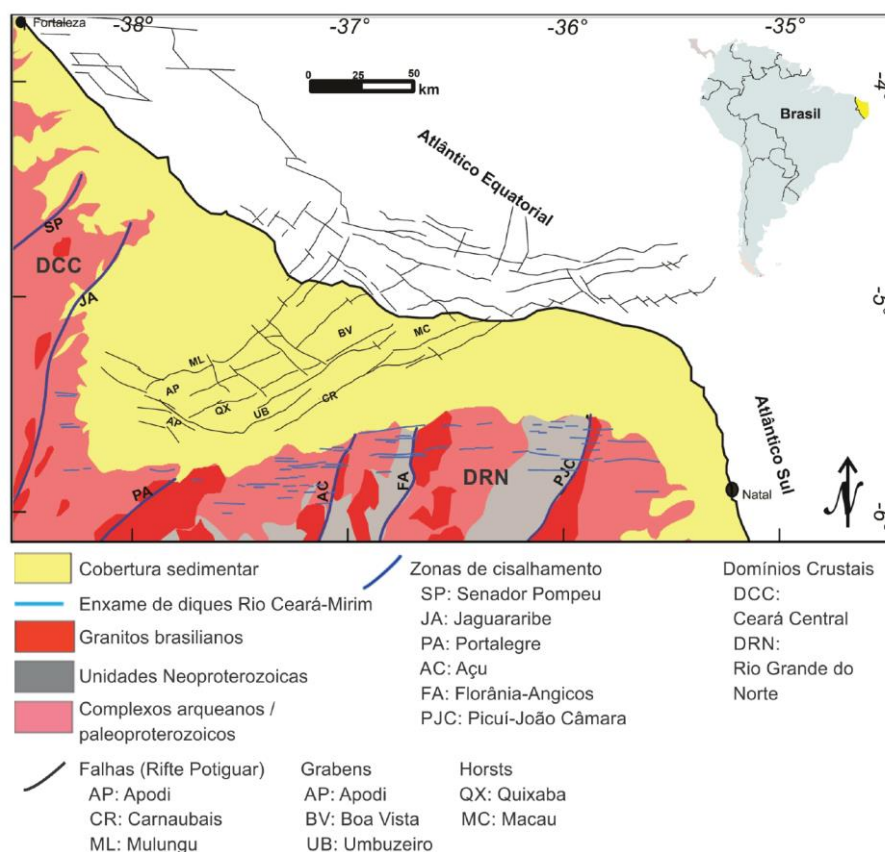 Fortaleza
-38°
-37°
-36°
-35°
-4°
0
25
50
km
Brasil
Atlântico Equatorial
SP
DCC
JA
-5°
BV
MC
ML
AP
QX
UB
CR
AP
Atlântico Sul
PA
AC
FA
DRN
PJC
Natal
N
-6°
Cobertura sedimentar
Enxame de diques Rio Ceará-Mirim
Granitos brasilianos
Unidades Neoproterozoicas
Complexos arqueanos /
paleoproterozoicos
Zonas de cisalhamento
SP: Senador Pompeu
JA: Jaguararibe
PA: Portalegre
AC: Açu
FA: Florânia-Angicos
PJC: Picuí-João Câmara
Domínios Crustais
DCC:
Ceará Central
DRN:
Rio Grande do
Norte
Falhas (Rifte Potiguar)
AP: Apodi
CR: Carnaubais
ML: Mulungu
Grabens
AP: Apodi
BV: Boa Vista
UB: Umbuzeiro
Horsts
QX: Quixaba
MC: Macau